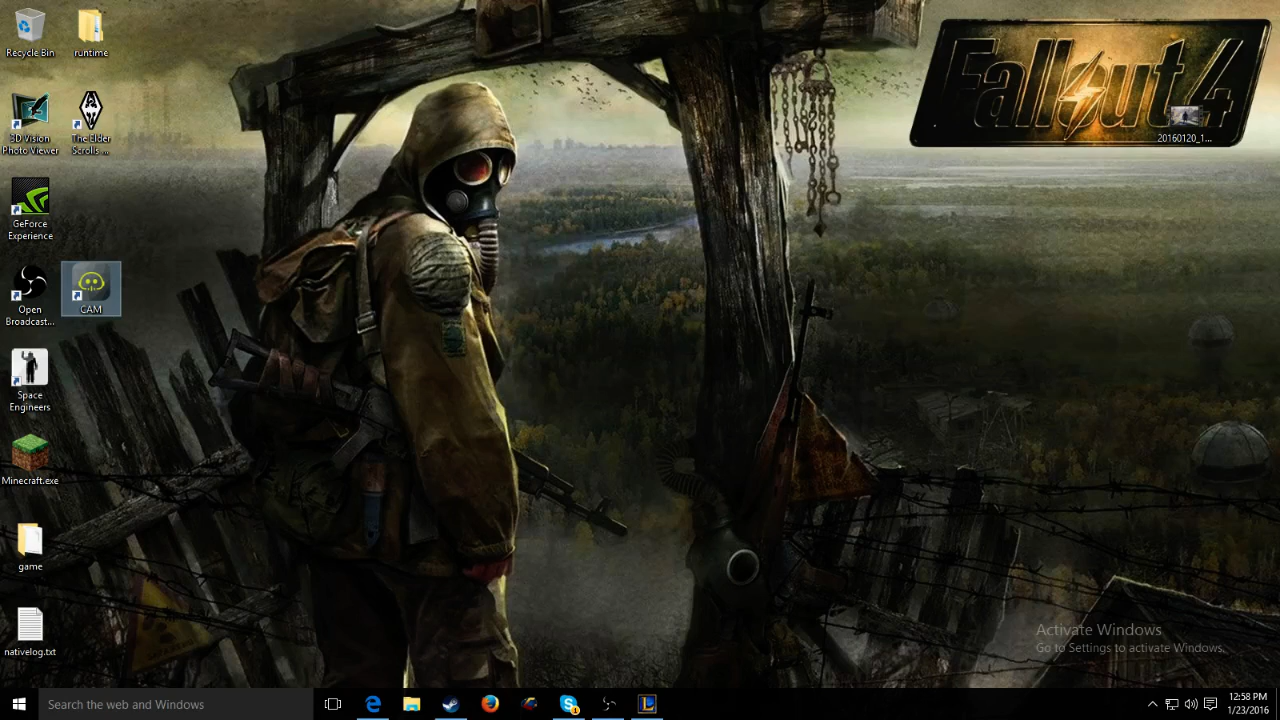 Recycle Bin
runtime
3D Vision
Photo Viewer
The Elder
Scrolls ...
GeForce
Experience
Open
Broadcast...
CAM
Space
Engineers
Minecraft.exe
game
nativelog.txt
Fallout 4
20160120_1...
Activate Windows
Go to Settings to activate Windows.
Search the web and Windows
12:58 PM
1/23/2016